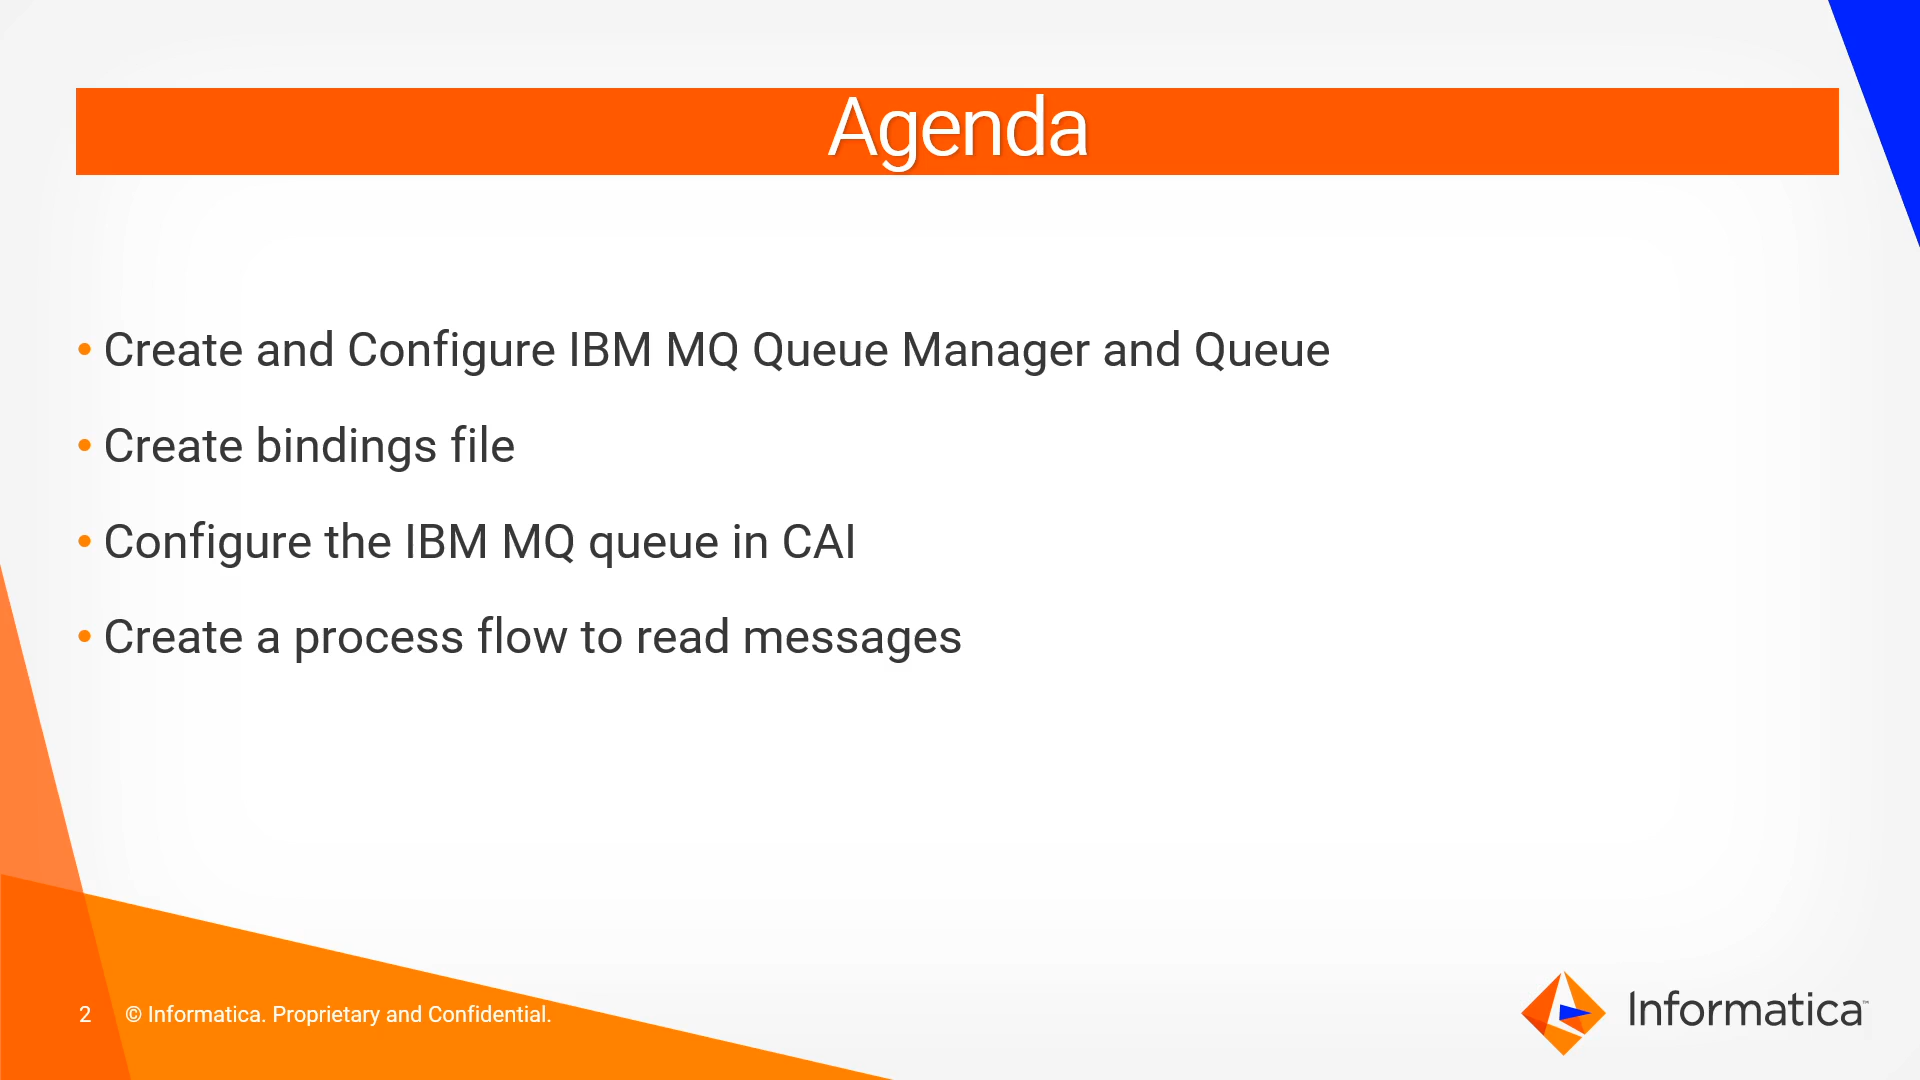 Agenda
• Create and Configure IBM MQ Queue Manager and Queue
• Create bindings file
• Configure the IBM MQ queue in CAI
• Create a process flow to read messages
2 © Informatica. Proprietary and Confidential.
Informatica™